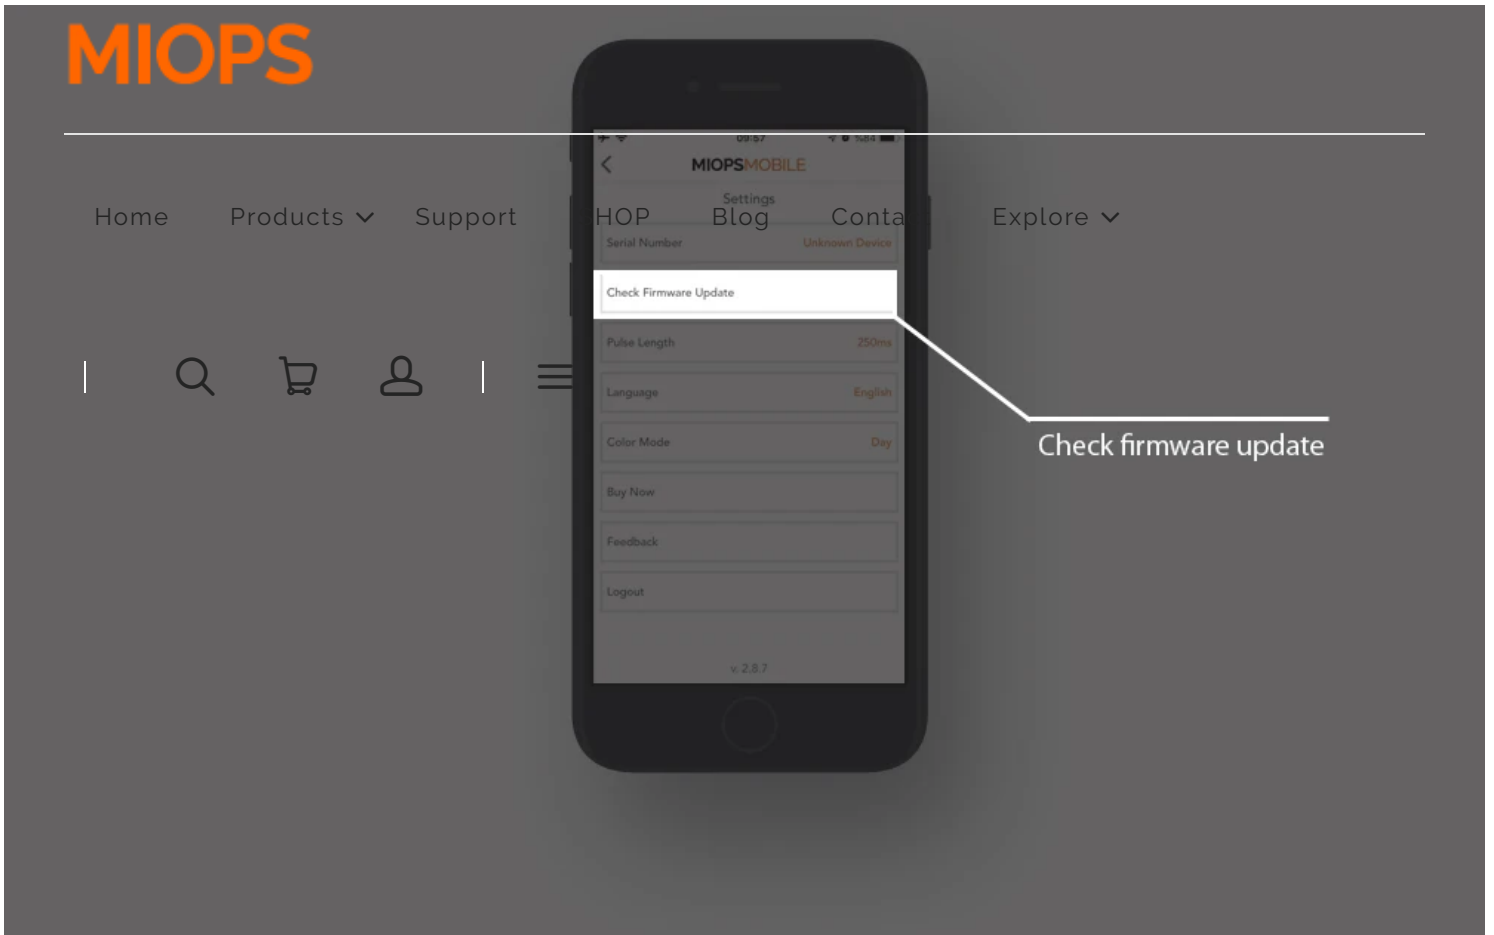 MIOPS
09:57
%84
MIOPSMOBILE
Settings
Home Products Support HOP Blog Conta Explore
Serial Number Unknown Device
Check Firmware Update
Pulse Length 250ms
Language English
Check firmware update
Color Mode Day
Buy Now
Feedback
Logout
v. 2.8.7